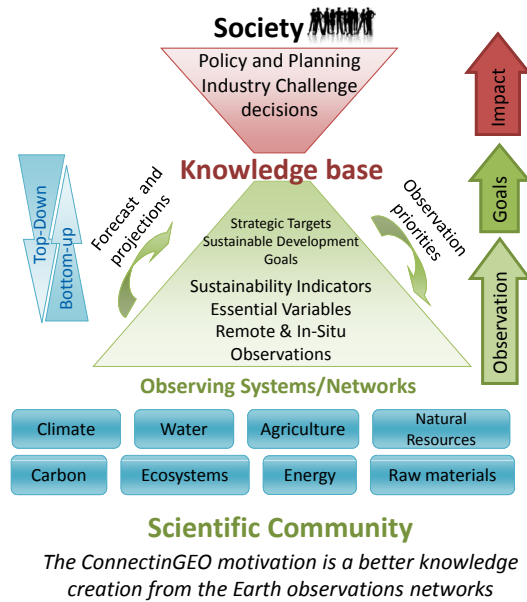 Society
Policy and Planning
Industry Challenge
decisions
Impact
Knowledge base
Goals
Top-Down
Bottom-up
Forecast and
projections
Observation
priorities
Strategic Targets
Sustainable Development
Goals
Sustainability Indicators
Essential Variables
Remote & In-Situ
Observations
Observation
Observing Systems/Networks
Climate
Water
Agriculture
Natural
Resources
Carbon
Ecosystems
Energy
Raw materials
Scientific Community
The ConnectinGEO motivation is a better knowledge
creation from the Earth observations networks